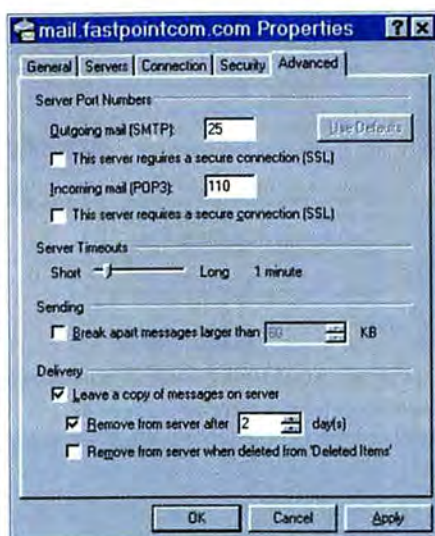 mail.fastpointcom.com Properties
General Servers Connection Security Advanced
Server Port Numbers
Outgoing mail (SMTP): 25 Use Defaults
This server requires a secure connection (SSL)
Incoming mail (POP3): 110
This server requires a secure connection (SSL)
Server Timeouts
Short Long 1 minute
Sending
Break apart messages larger than 60 KB
Delivery
Leave a copy of messages on server
Remove from server after 2 day(s)
Remove from server when deleted from 'Deleted Items'
OK Cancel Apply